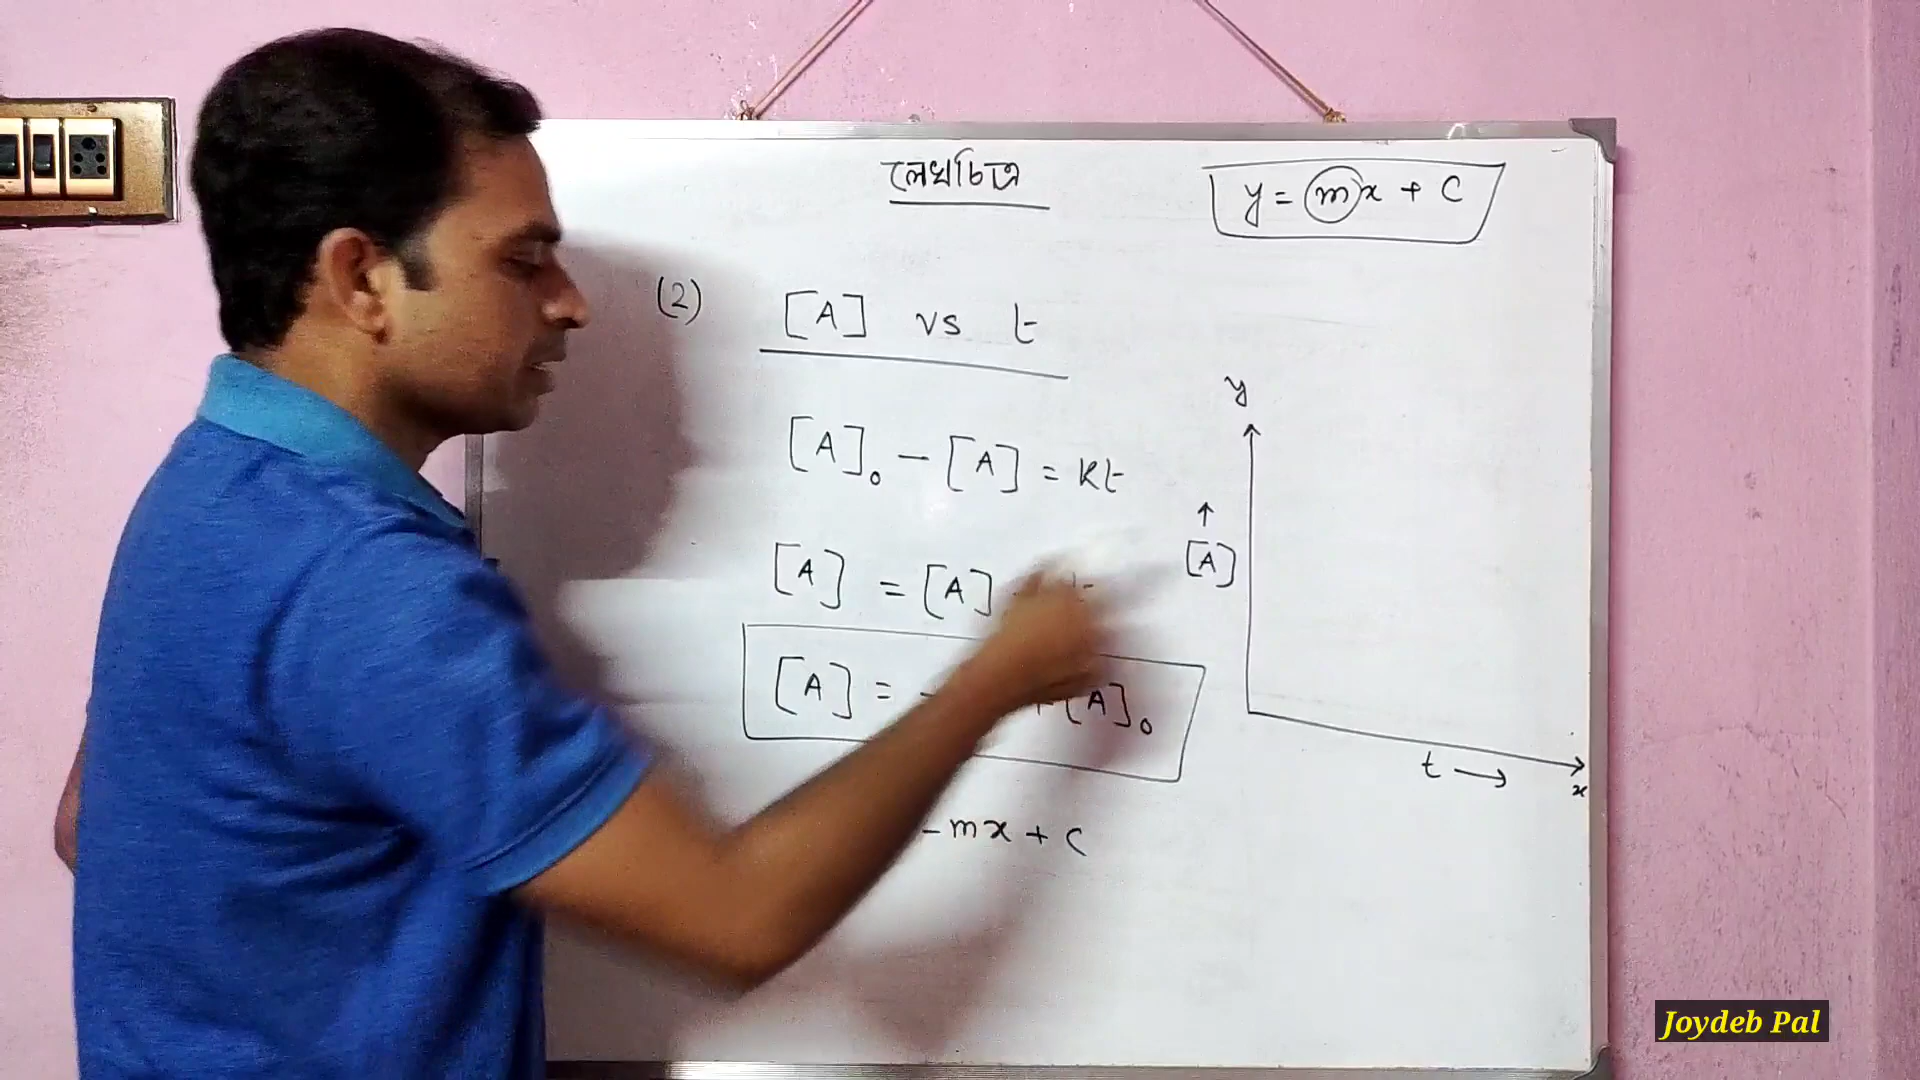 লেখচিত্র
y = mx + C
(2) [A] vs t
[A]₀ − [A] = kt
[A] = [A]
[A] = − + [A]₀
− mx + C
y
↑
[A]
t →
x
Joydeb Pal